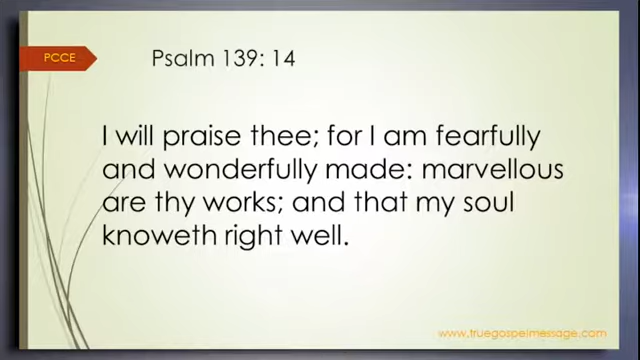 PCCE
Psalm 139: 14
I will praise thee; for I am fearfully
and wonderfully made: marvellous
are thy works; and that my soul
knoweth right well.
www.truegospelmessage.com